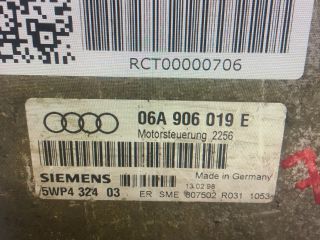 RCT00000706
06A 906 019 E
Motorsteuerung 2256
Made in Germany
SIEMENS 13.02.98
5WP4 324 03 ER SME 807502 R031 1053